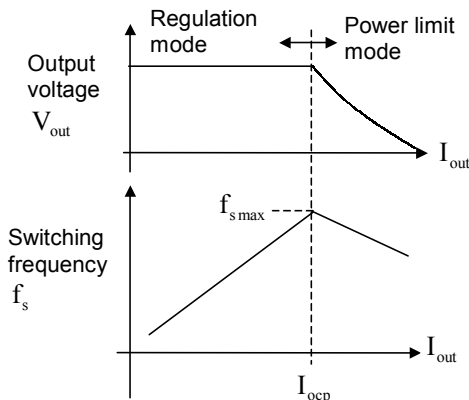 Regulation
mode
Power limit
mode
Output
voltage
V_out
I_out
f_s max
Switching
frequency
f_s
I_out
I_ocp